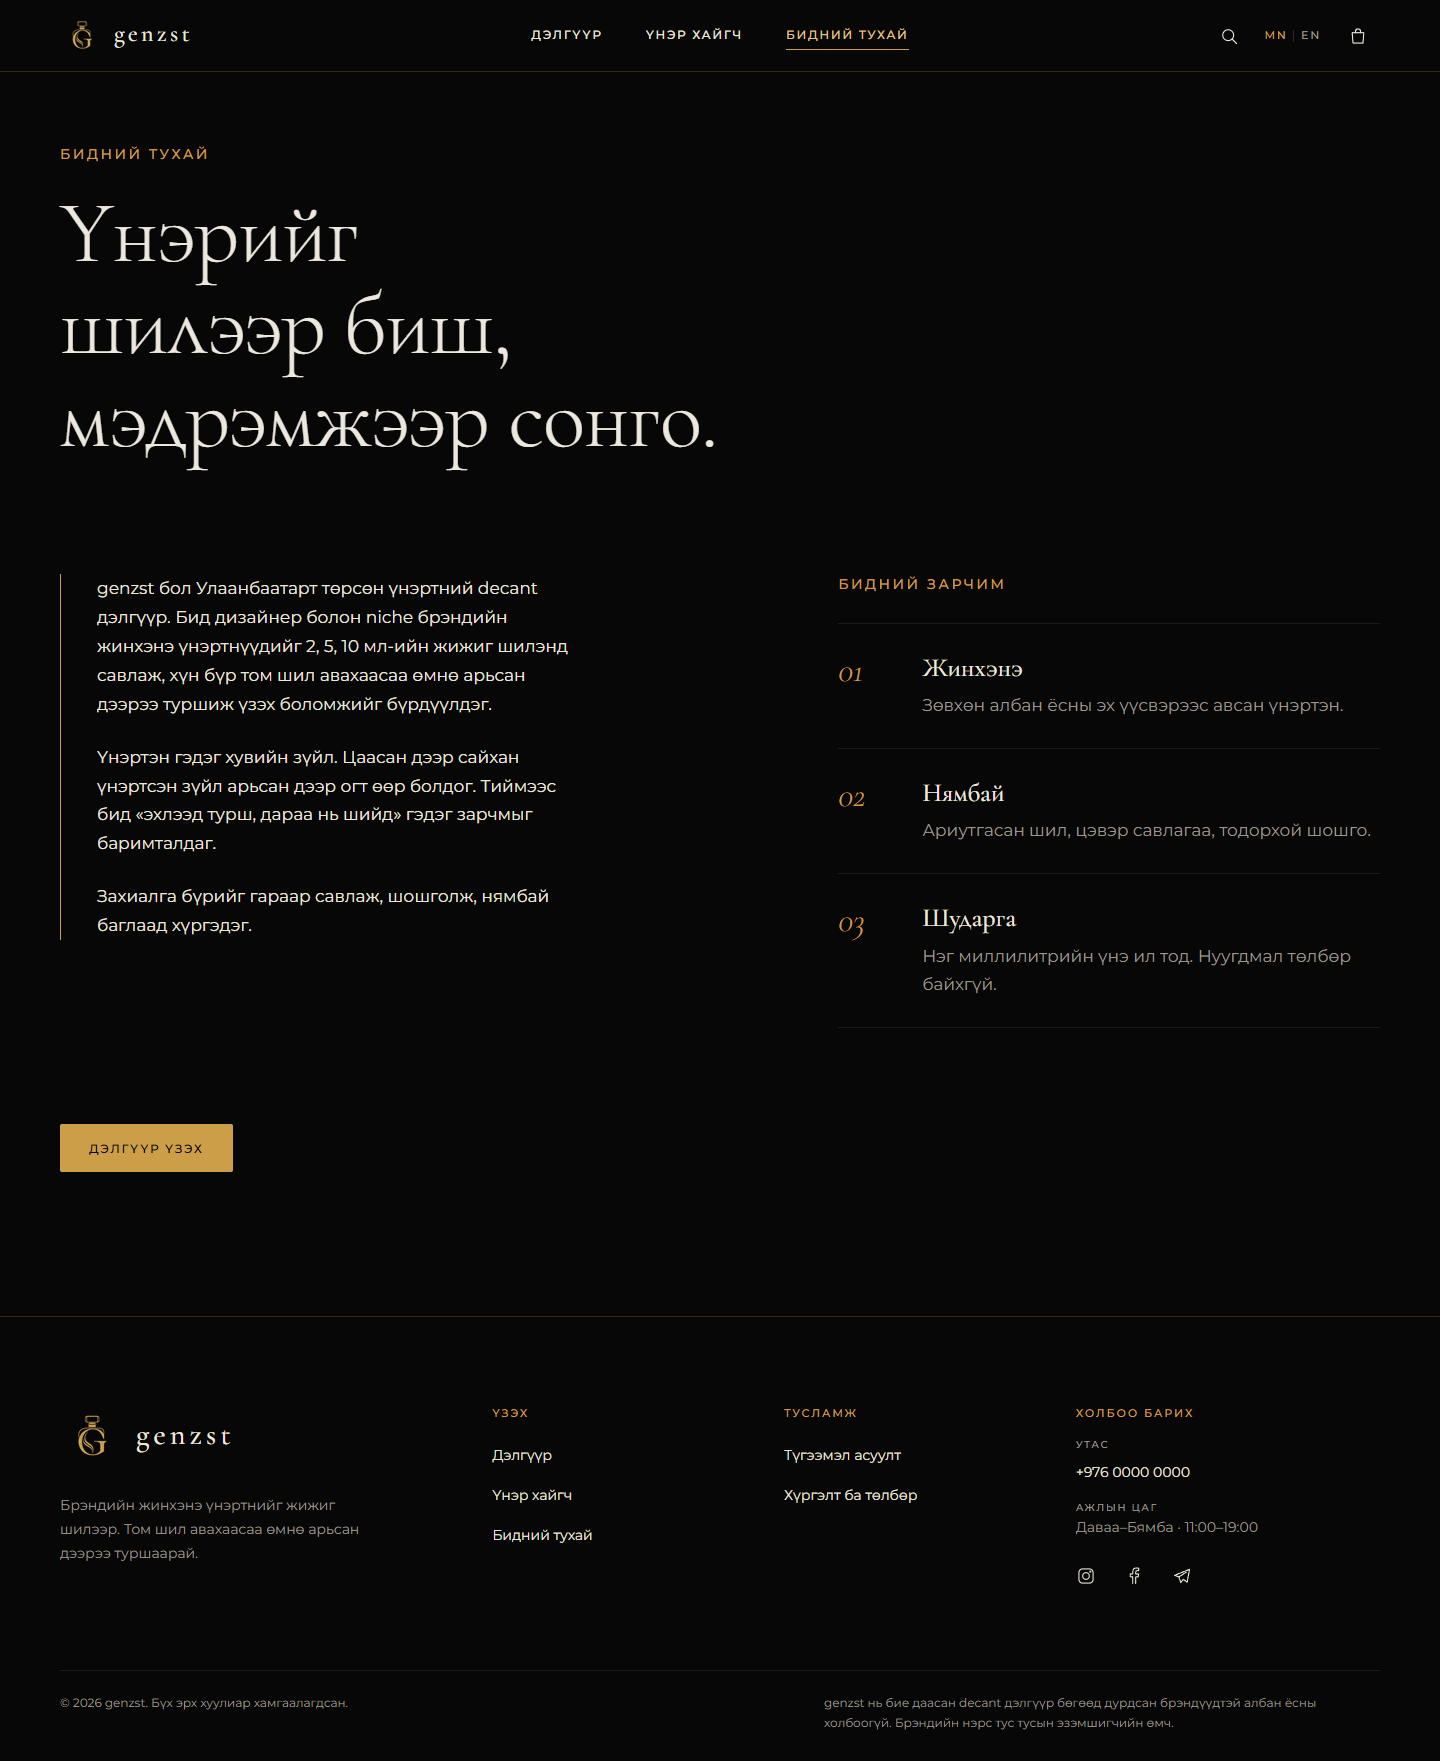 genzst
ДЭЛГҮҮР
ҮНЭР ХАЙГЧ
БИДНИЙ ТУХАЙ
MN | EN
БИДНИЙ ТУХАЙ
Үнэрийг
шилээр биш,
мэдрэмжээр сонго.
genzst бол Улаанбаатарт төрсөн үнэртний decant
дэлгүүр. Бид дизайнер болон niche брэндийн
жинхэнэ үнэртнүүдийг 2, 5, 10 мл-ийн жижиг шилэнд
савлаж, хүн бүр том шил авахаасаа өмнө арьсан
дээрээ туршиж үзэх боломжийг бүрдүүлдэг.
Үнэртэн гэдэг хувийн зүйл. Цаасан дээр сайхан
үнэртсэн зүйл арьсан дээр огт өөр болдог. Тиймээс
бид «эхлээд турш, дараа нь шийд» гэдэг зарчмыг
баримталдаг.
Захиалга бүрийг гараар савлаж, шошголж, нямбай
баглаад хүргэдэг.
БИДНИЙ ЗАРЧИМ
01
Жинхэнэ
Зөвхөн албан ёсны эх үүсвэрээс авсан үнэртэн.
02
Нямбай
Ариутгасан шил, цэвэр савлагаа, тодорхой шошго.
03
Шударга
Нэг миллилитрийн үнэ ил тод. Нуугдмал төлбөр
байхгүй.
ДЭЛГҮҮР ҮЗЭХ
genzst
Брэндийн жинхэнэ үнэртнийг жижиг
шилээр. Том шил авахаасаа өмнө арьсан
дээрээ туршаарай.
ҮЗЭХ
Дэлгүүр
Үнэр хайгч
Бидний тухай
ТУСЛАМЖ
Түгээмэл асуулт
Хүргэлт ба төлбөр
ХОЛБОО БАРИХ
УТАС
+976 0000 0000
АЖЛЫН ЦАГ
Даваа–Бямба · 11:00–19:00
© 2026 genzst. Бүх эрх хуулиар хамгаалагдсан.
genzst нь бие даасан decant дэлгүүр бөгөөд дурдсан брэндүүдтэй албан ёсны
холбоогүй. Брэндийн нэрс тус тусын эзэмшигчийн өмч.